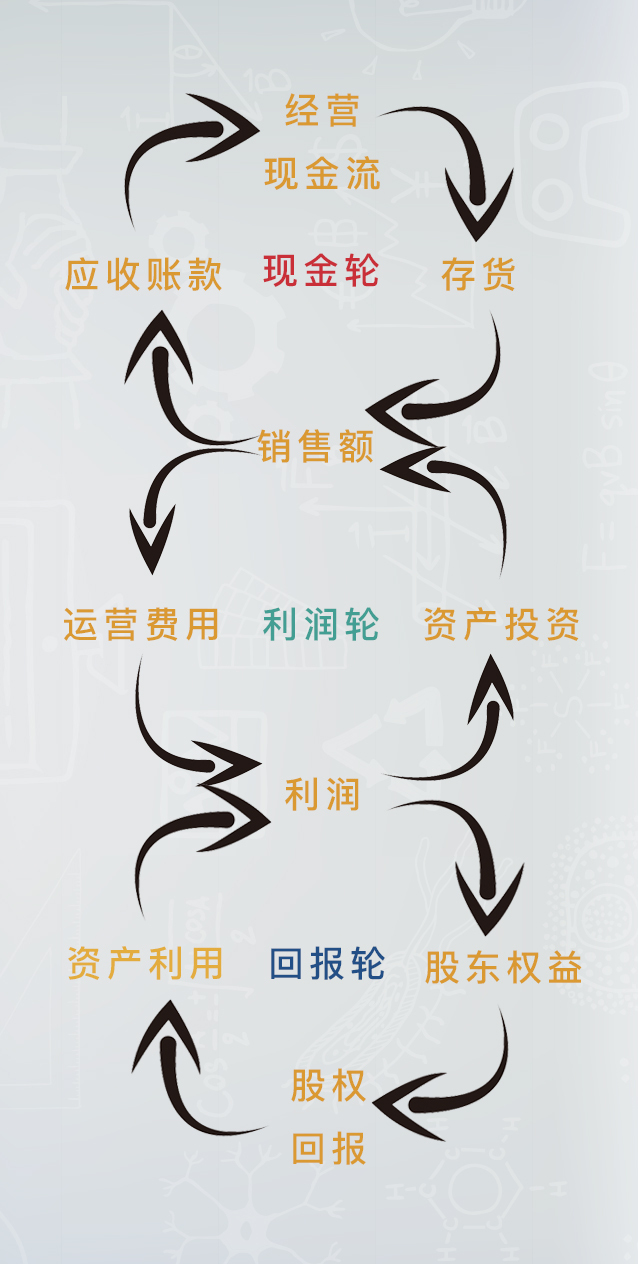 经营
现金流
应收账款 现金轮 存货
销售额
运营费用 利润轮 资产投资
利润
资产利用 回报轮 股东权益
股权
回报
F = qvB sin θ